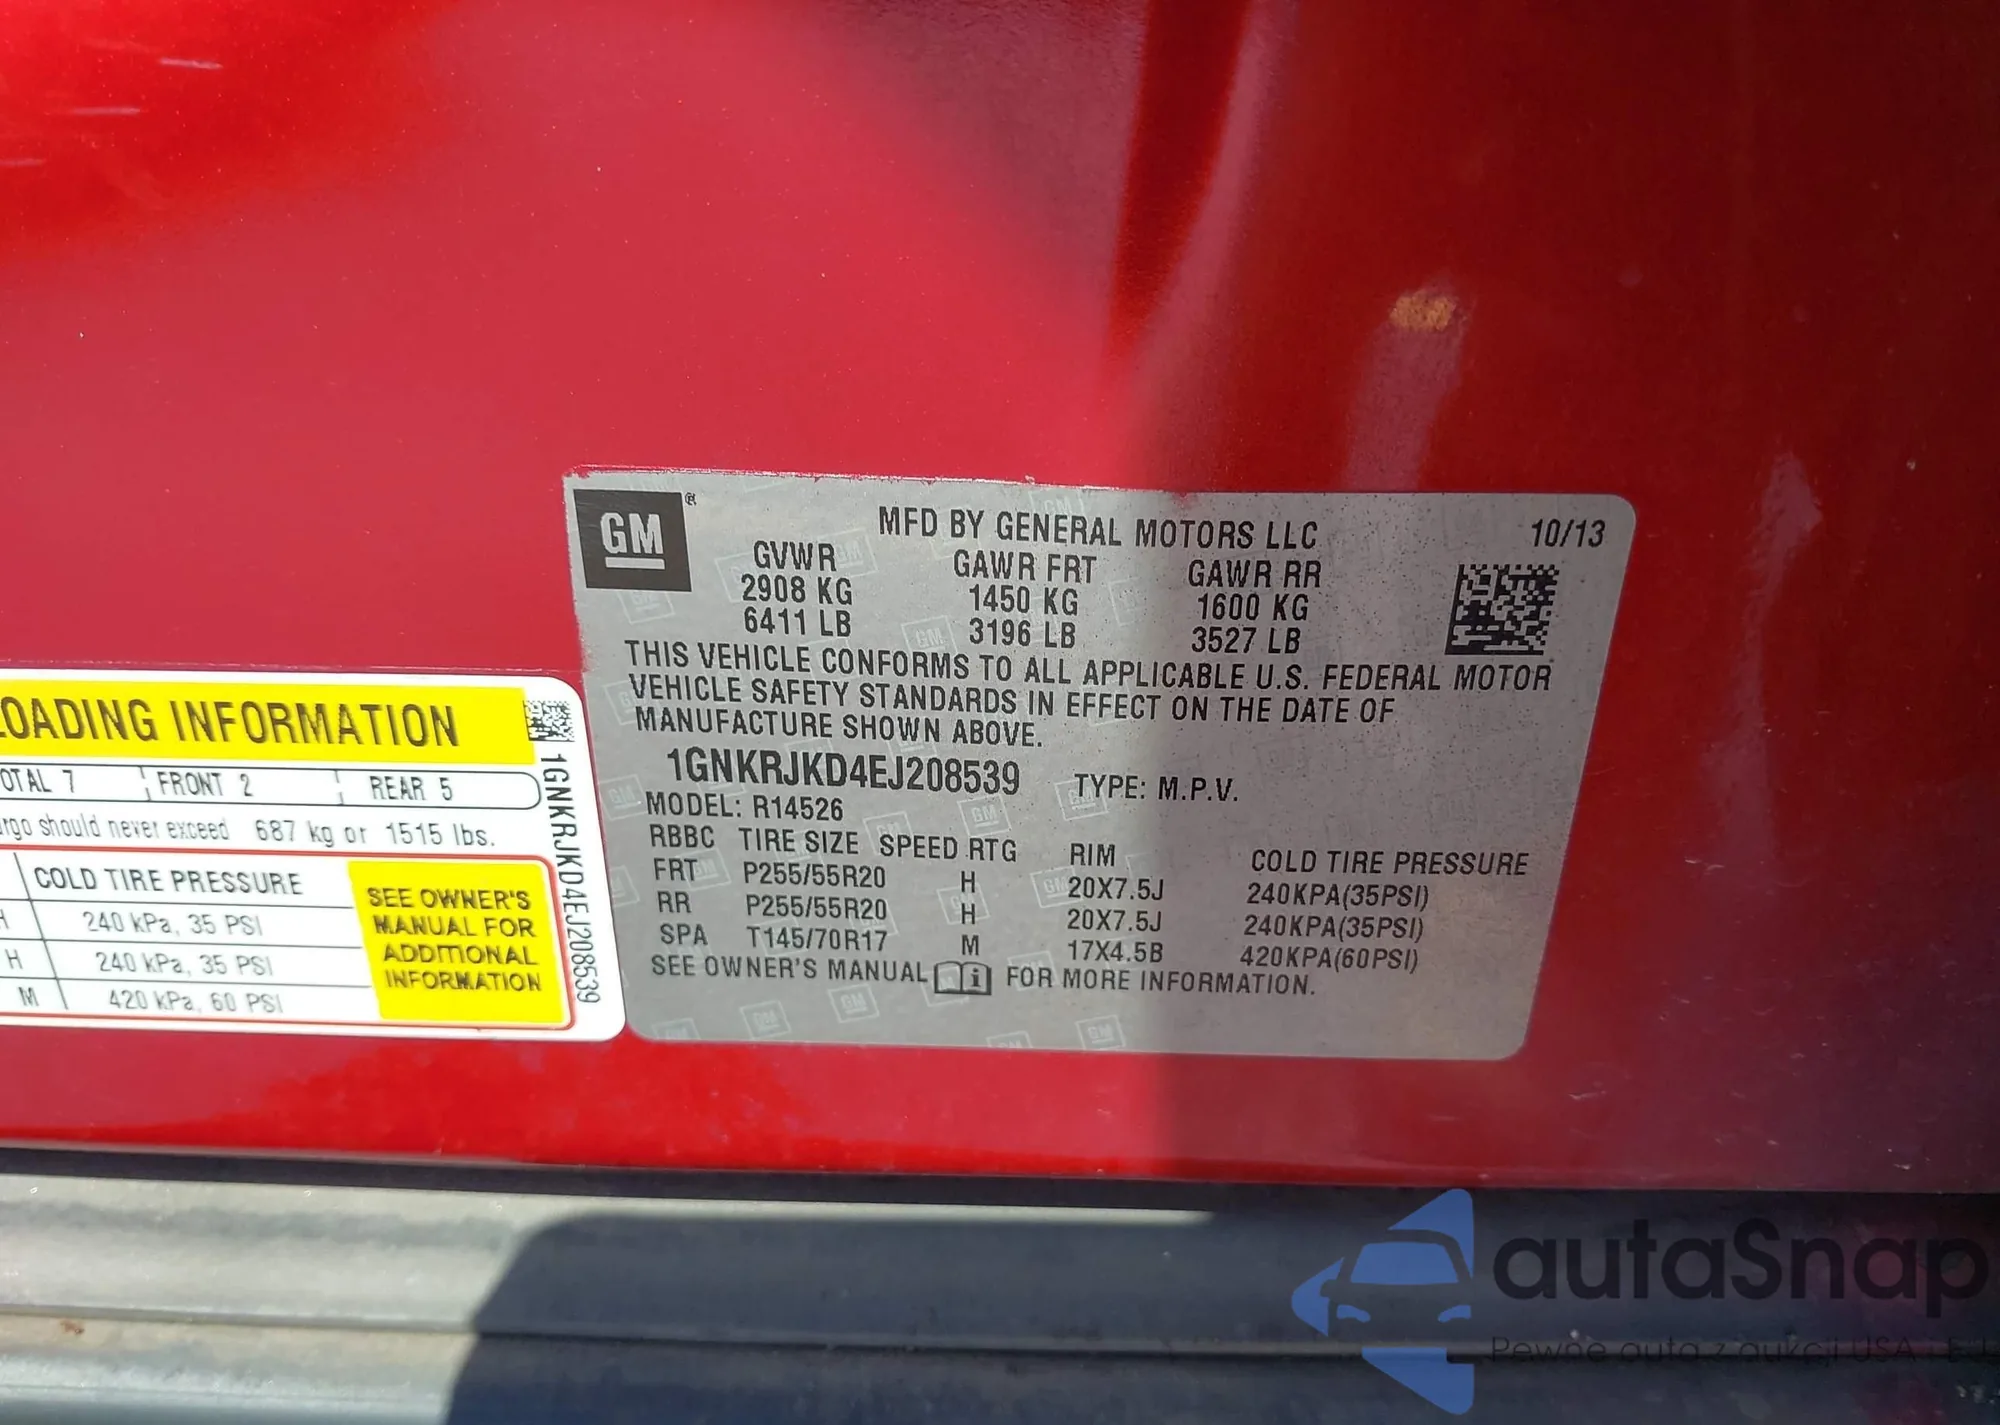 GM®
MFD BY GENERAL MOTORS LLC 10/13
GVWR GAWR FRT GAWR RR
2908 KG 1450 KG 1600 KG
6411 LB 3196 LB 3527 LB
THIS VEHICLE CONFORMS TO ALL APPLICABLE U.S. FEDERAL MOTOR
VEHICLE SAFETY STANDARDS IN EFFECT ON THE DATE OF
MANUFACTURE SHOWN ABOVE.
1GNKRJKD4EJ208539 TYPE: M.P.V.
MODEL: R14526
RBBC TIRE SIZE SPEED RTG RIM COLD TIRE PRESSURE
FRT P255/55R20 H 20X7.5J 240KPA(35PSI)
RR P255/55R20 H 20X7.5J 240KPA(35PSI)
SPA T145/70R17 M 17X4.5B 420KPA(60PSI)
SEE OWNER'S MANUAL i FOR MORE INFORMATION.
LOADING INFORMATION
OTAL 7 FRONT 2 REAR 5
rgo should never exceed 687 kg or 1515 lbs.
COLD TIRE PRESSURE
H 240 kPa, 35 PSI
H 240 kPa, 35 PSI
M 420 kPa, 60 PSI
SEE OWNER'S
MANUAL FOR
ADDITIONAL
INFORMATION
1GNKRJKD4EJ208539
autaSnap
Pewne auta z aukcji USA i E